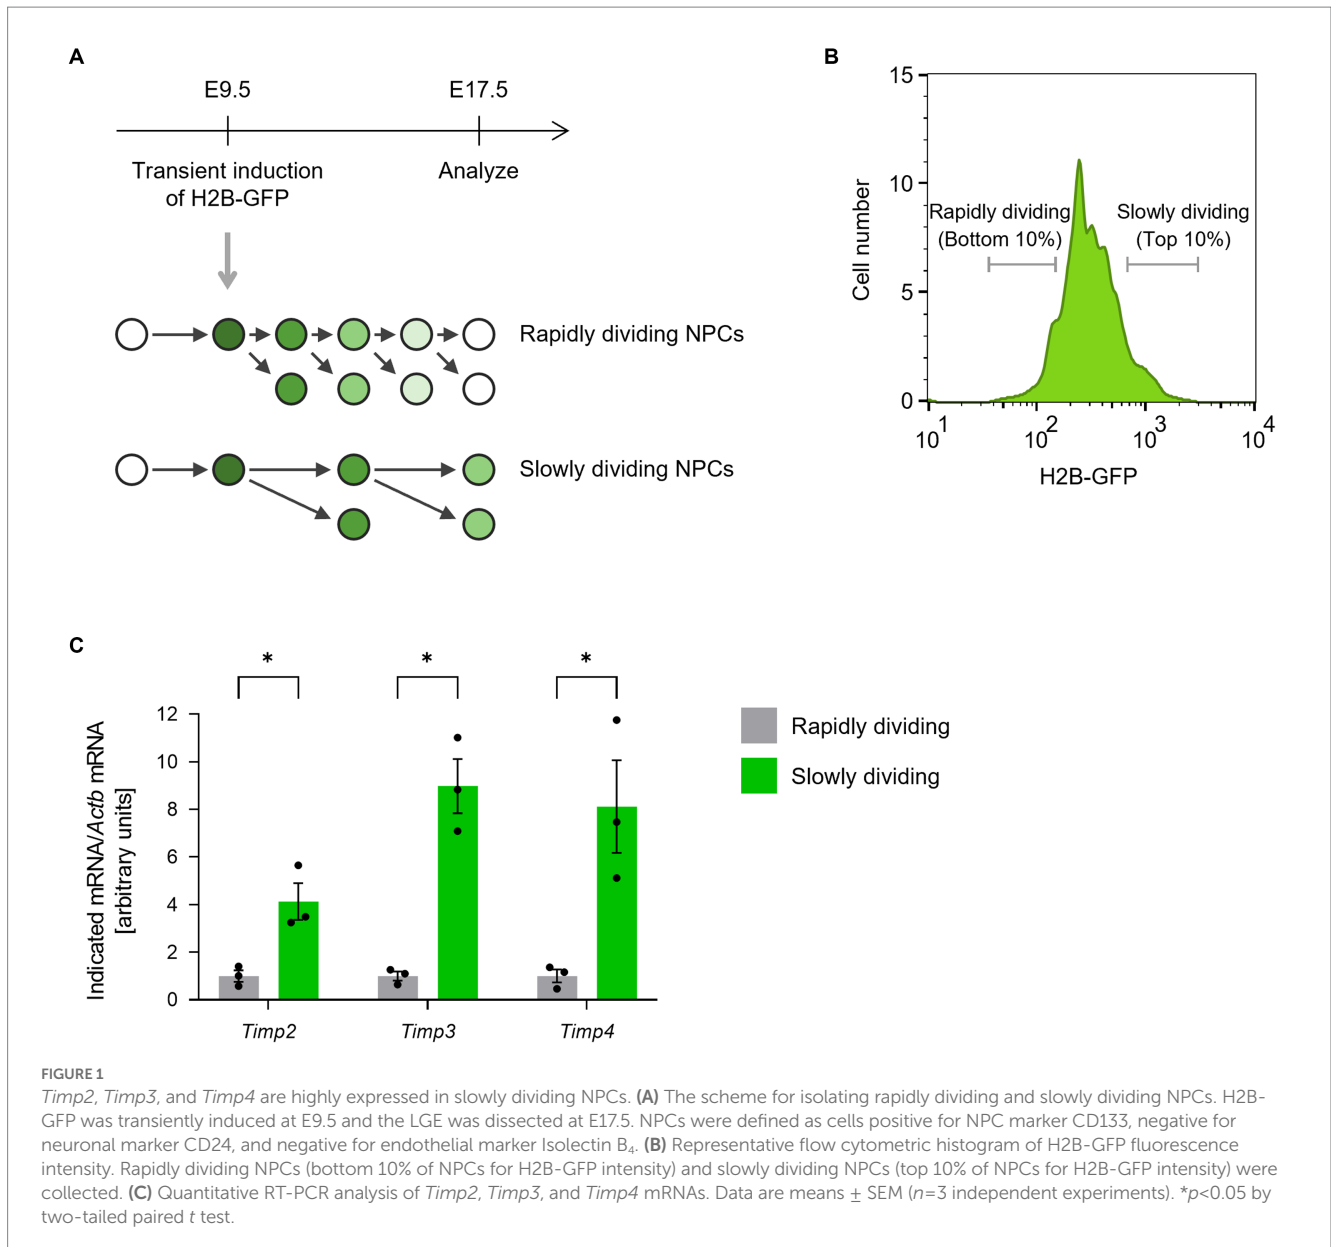 A
E9.5
E17.5
Transient induction
of H2B-GFP
Analyze
Rapidly dividing NPCs
Slowly dividing NPCs
B
15
10
5
0
Cell number
Rapidly dividing
(Bottom 10%)
Slowly dividing
(Top 10%)
10¹
10²
10³
10⁴
H2B-GFP
C
*
*
*
Indicated mRNA/Actb mRNA
[arbitrary units]
12
10
8
6
4
2
0
Timp2
Timp3
Timp4
Rapidly dividing
Slowly dividing
FIGURE 1
Timp2, Timp3, and Timp4 are highly expressed in slowly dividing NPCs. (A) The scheme for isolating rapidly dividing and slowly dividing NPCs. H2B-
GFP was transiently induced at E9.5 and the LGE was dissected at E17.5. NPCs were defined as cells positive for NPC marker CD133, negative for
neuronal marker CD24, and negative for endothelial marker Isolectin B₄. (B) Representative flow cytometric histogram of H2B-GFP fluorescence
intensity. Rapidly dividing NPCs (bottom 10% of NPCs for H2B-GFP intensity) and slowly dividing NPCs (top 10% of NPCs for H2B-GFP intensity) were
collected. (C) Quantitative RT-PCR analysis of Timp2, Timp3, and Timp4 mRNAs. Data are means ± SEM (n=3 independent experiments). *p<0.05 by
two-tailed paired t test.